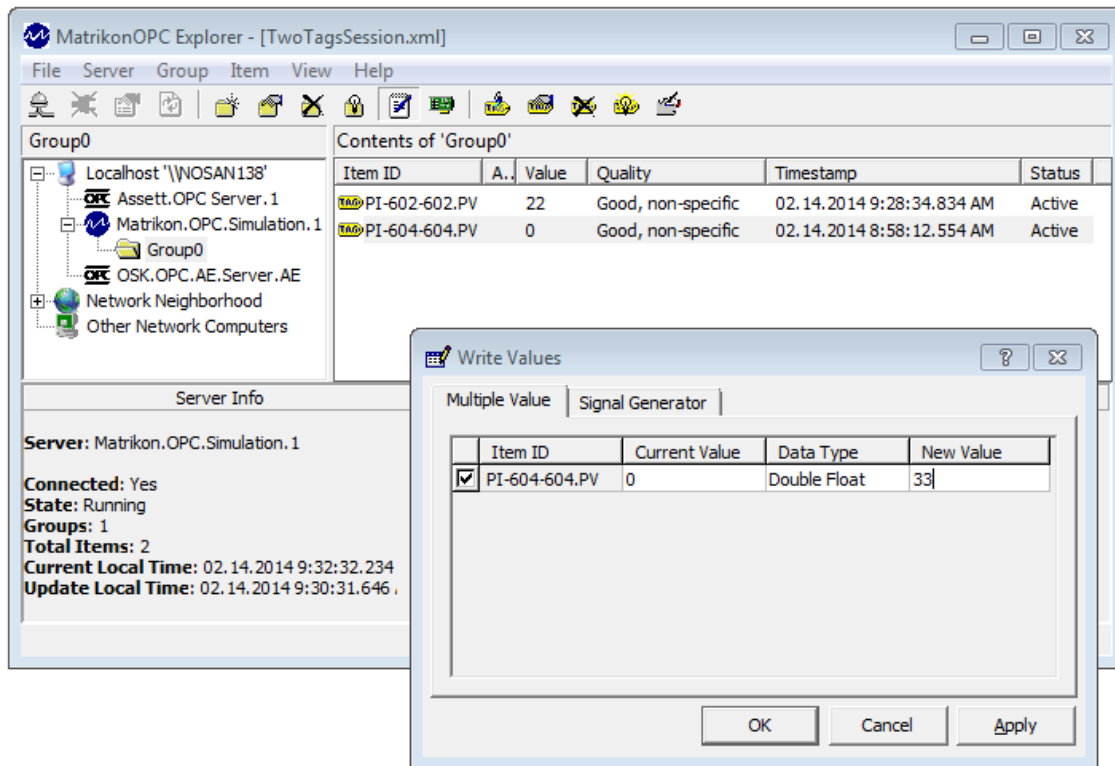 MatrikonOPC Explorer - [TwoTagsSession.xml]
File Server Group Item View Help
Group0
Contents of 'Group0'
Localhost '\\NOSAN138'
OPC Assett.OPC Server.1
Matrikon.OPC.Simulation.1
Group0
OPC OSK.OPC.AE.Server.AE
Network Neighborhood
Other Network Computers
Item ID A.. Value Quality Timestamp Status
TAG PI-602-602.PV 22 Good, non-specific 02.14.2014 9:28:34.834 AM Active
TAG PI-604-604.PV 0 Good, non-specific 02.14.2014 8:58:12.554 AM Active
Server Info
Server: Matrikon.OPC.Simulation.1
Connected: Yes
State: Running
Groups: 1
Total Items: 2
Current Local Time: 02.14.2014 9:32:32.234
Update Local Time: 02.14.2014 9:30:31.646
Write Values
Multiple Value Signal Generator
Item ID Current Value Data Type New Value
PI-604-604.PV 0 Double Float 33
OK Cancel Apply